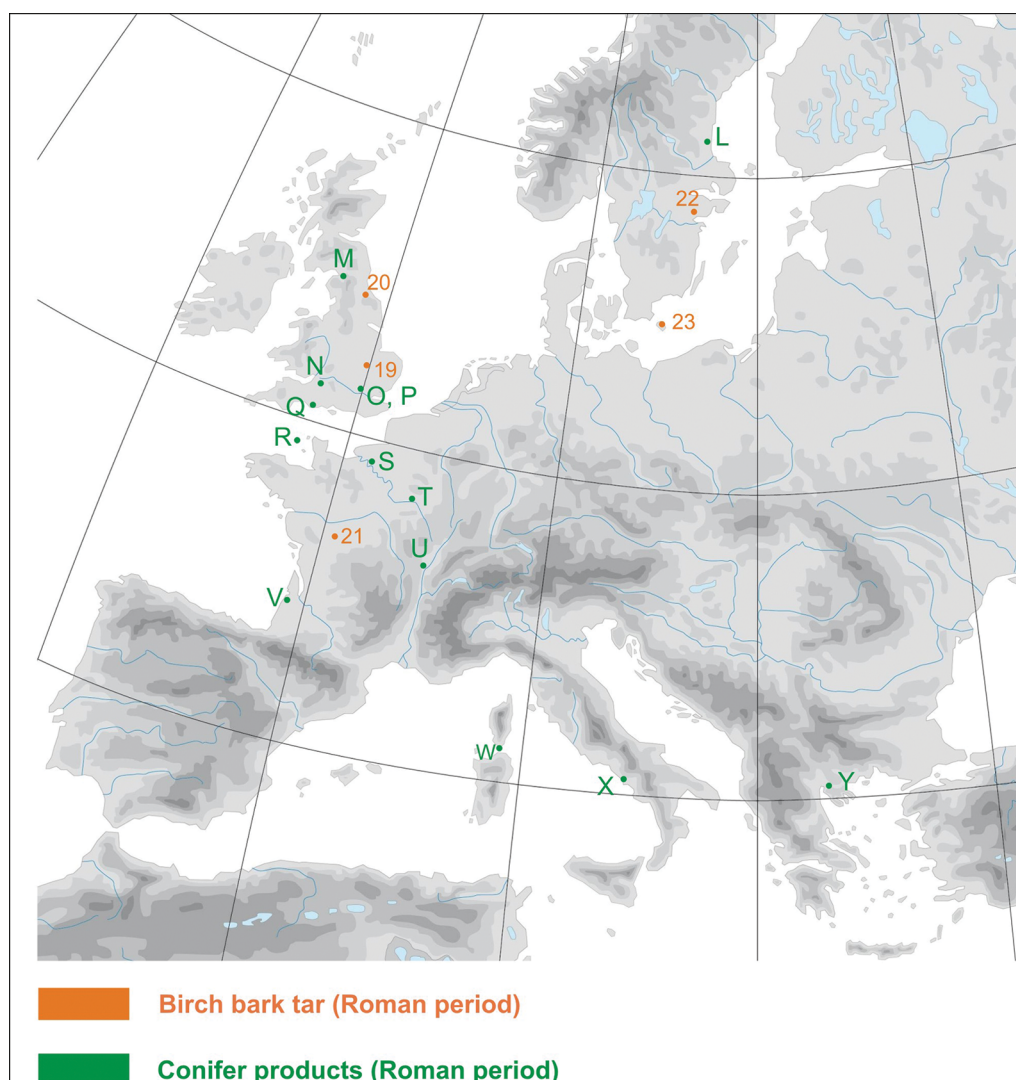 L
22
M
20
23
19
N
O, P
Q
R
S
T
21
U
V
W
X
Y
Birch bark tar (Roman period)
Conifer products (Roman period)